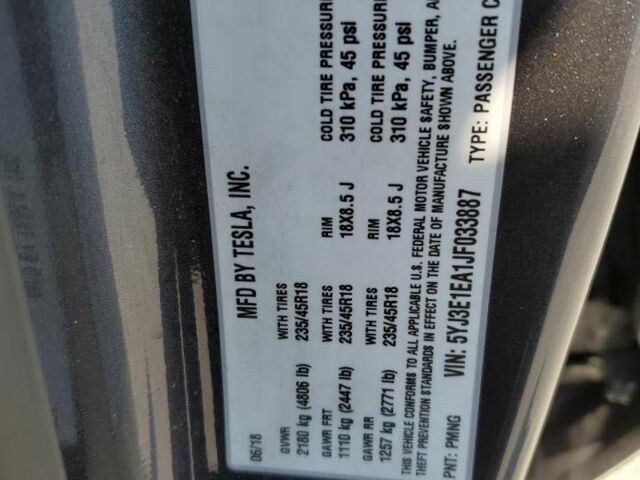 MFD BY TESLA, INC.
06/18
GVWR
2180 kg (4806 lb)
WITH TIRES
235/45R18
RIM
18X8.5 J
COLD TIRE PRESSURE
310 kPa, 45 psi
GAWR FRT
1110 kg (2447 lb)
WITH TIRES
235/45R18
RIM
18X8.5 J
COLD TIRE PRESSUR
310 kPa, 45 psi
GAWR RR
1257 kg (2771 lb)
WITH TIRES
235/45R18
THIS VEHICLE CONFORMS TO ALL APPLICABLE U.S. FEDERAL MOTOR VEHICLE SAFETY, BUMPER, A
THEFT PREVENTION STANDARDS IN EFFECT ON THE DATE OF MANUFACTURE SHOWN ABOVE.
PNT: PMNG VIN: 5YJ3E1EA1JF033887 TYPE: PASSENGER C